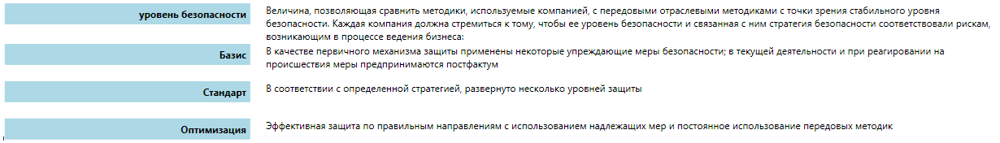 уровень безопасности
Величина, позволяющая сравнить методики, используемые компанией, с передовыми отраслевыми методиками с точки зрения стабильного уровня
безопасности. Каждая компания должна стремиться к тому, чтобы ее уровень безопасности и связанная с ним стратегия безопасности соответствовали рискам,
возникающим в процессе ведения бизнеса:
Базис
В качестве первичного механизма защиты применены некоторые упреждающие меры безопасности; в текущей деятельности и при реагировании на
происшествия меры предпринимаются постфактум
Стандарт
В соответствии с определенной стратегией, развернуто несколько уровней защиты
Оптимизация
Эффективная защита по правильным направлениям с использованием надлежащих мер и постоянное использование передовых методик